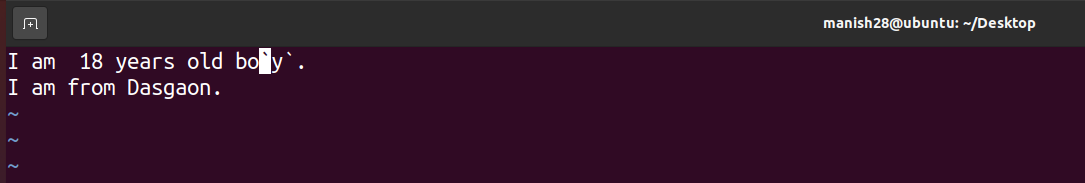 manish28@ubuntu: ~/Desktop
I am  18 years old bo`y`.
I am from Dasgaon.
~
~
~